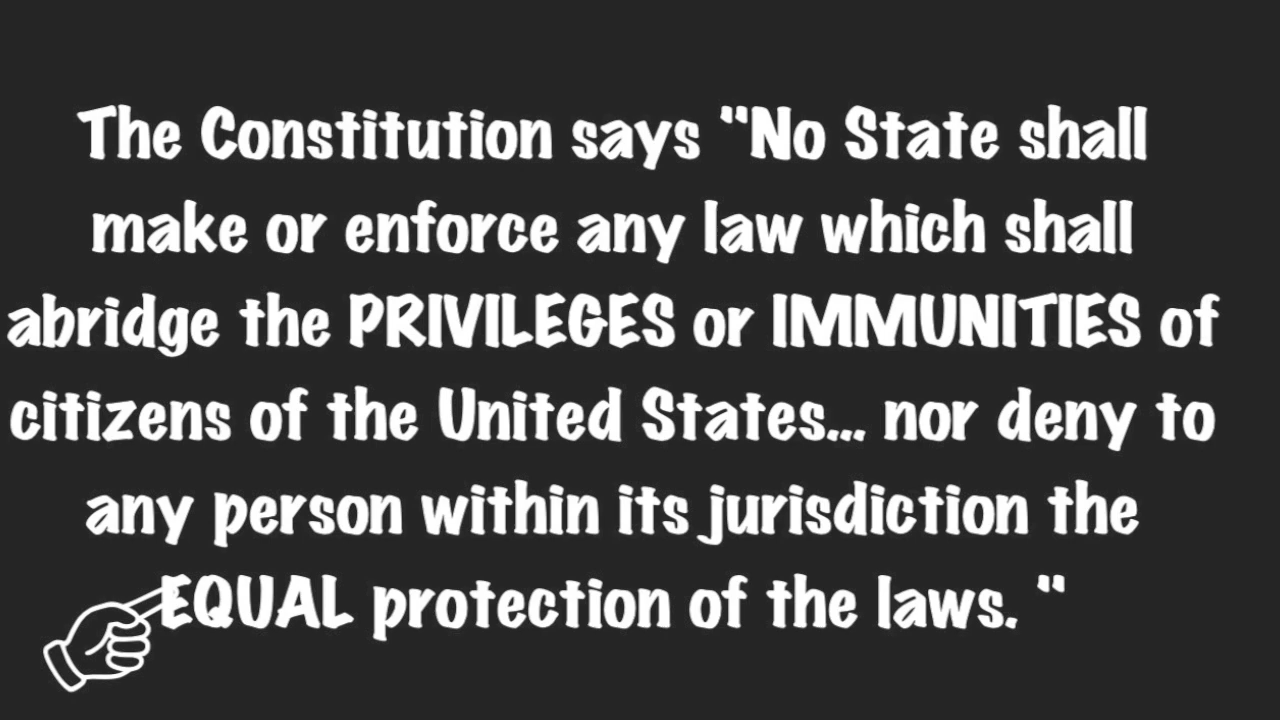 The Constitution says "No State shall
make or enforce any law which shall
abridge the PRIVILEGES or IMMUNITIES of
citizens of the United States... nor deny to
any person within its jurisdiction the
EQUAL protection of the laws. "